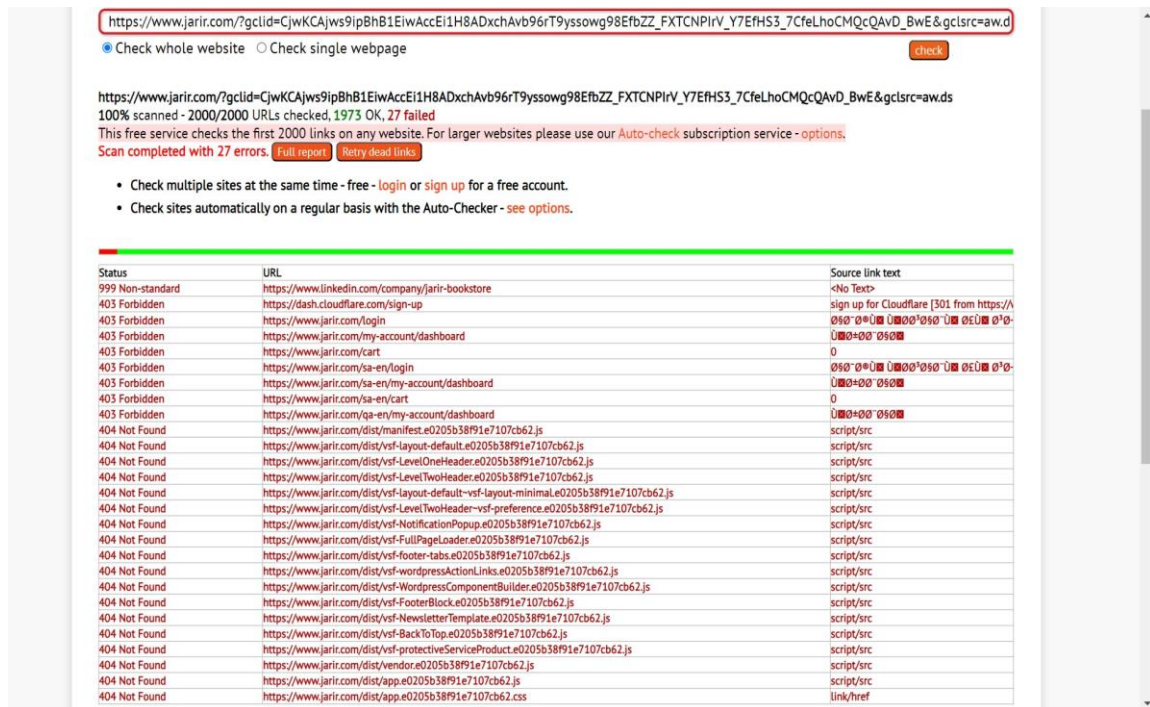 https://www.jarir.com/?gclid=CjwKCAjws9ipBhB1EiwAccEi1H8ADxchAvb96rT9yssowg98EfbZZ_FXTCNPIrV_Y7EfHS3_7CfeLhoCMQcQAvD_BwE&gclsrc=aw.d
Check whole website Check single webpage check
https://www.jarir.com/?gclid=CjwKCAjws9ipBhB1EiwAccEi1H8ADxchAvb96rT9yssowg98EfbZZ_FXTCNPIrV_Y7EfHS3_7CfeLhoCMQcQAvD_BwE&gclsrc=aw.ds
100% scanned - 2000/2000 URLs checked, 1973 OK, 27 failed
This free service checks the first 2000 links on any website. For larger websites please use our Auto-check subscription service - options.
Scan completed with 27 errors. Full report Retry dead links
• Check multiple sites at the same time - free - login or sign up for a free account.
• Check sites automatically on a regular basis with the Auto-Checker - see options.
Status URL Source link text
999 Non-standard https://www.linkedin.com/company/jarir-bookstore <No Text>
403 Forbidden https://dash.cloudflare.com/sign-up sign up for Cloudflare [301 from https://
403 Forbidden https://www.jarir.com/login
403 Forbidden https://www.jarir.com/my-account/dashboard
403 Forbidden https://www.jarir.com/cart 0
403 Forbidden https://www.jarir.com/sa-en/login
403 Forbidden https://www.jarir.com/sa-en/my-account/dashboard
403 Forbidden https://www.jarir.com/sa-en/cart 0
403 Forbidden https://www.jarir.com/qa-en/my-account/dashboard
404 Not Found https://www.jarir.com/dist/manifest.e0205b38f91e7107cb62.js script/src
404 Not Found https://www.jarir.com/dist/vsf-layout-default.e0205b38f91e7107cb62.js script/src
404 Not Found https://www.jarir.com/dist/vsf-LevelOneHeader.e0205b38f91e7107cb62.js script/src
404 Not Found https://www.jarir.com/dist/vsf-LevelTwoHeader.e0205b38f91e7107cb62.js script/src
404 Not Found https://www.jarir.com/dist/vsf-layout-default~vsf-layout-minimal.e0205b38f91e7107cb62.js script/src
404 Not Found https://www.jarir.com/dist/vsf-LevelTwoHeader~vsf-preference.e0205b38f91e7107cb62.js script/src
404 Not Found https://www.jarir.com/dist/vsf-NotificationPopup.e0205b38f91e7107cb62.js script/src
404 Not Found https://www.jarir.com/dist/vsf-FullPageLoader.e0205b38f91e7107cb62.js script/src
404 Not Found https://www.jarir.com/dist/vsf-footer-tabs.e0205b38f91e7107cb62.js script/src
404 Not Found https://www.jarir.com/dist/vsf-wordpressActionLinks.e0205b38f91e7107cb62.js script/src
404 Not Found https://www.jarir.com/dist/vsf-WordpressComponentBuilder.e0205b38f91e7107cb62.js script/src
404 Not Found https://www.jarir.com/dist/vsf-FooterBlock.e0205b38f91e7107cb62.js script/src
404 Not Found https://www.jarir.com/dist/vsf-NewsletterTemplate.e0205b38f91e7107cb62.js script/src
404 Not Found https://www.jarir.com/dist/vsf-BackToTop.e0205b38f91e7107cb62.js script/src
404 Not Found https://www.jarir.com/dist/vsf-protectiveServiceProduct.e0205b38f91e7107cb62.js script/src
404 Not Found https://www.jarir.com/dist/vendor.e0205b38f91e7107cb62.js script/src
404 Not Found https://www.jarir.com/dist/app.e0205b38f91e7107cb62.js script/src
404 Not Found https://www.jarir.com/dist/app.e0205b38f91e7107cb62.css link/href